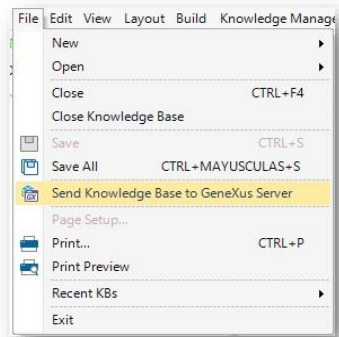 File Edit View Layout Build Knowledge Manage
New
Open
Close CTRL+F4
Close Knowledge Base
Save CTRL+S
Save All CTRL+MAYUSCULAS+S
Send Knowledge Base to GeneXus Server
Page Setup...
Print... CTRL+P
Print Preview
Recent KBs
Exit